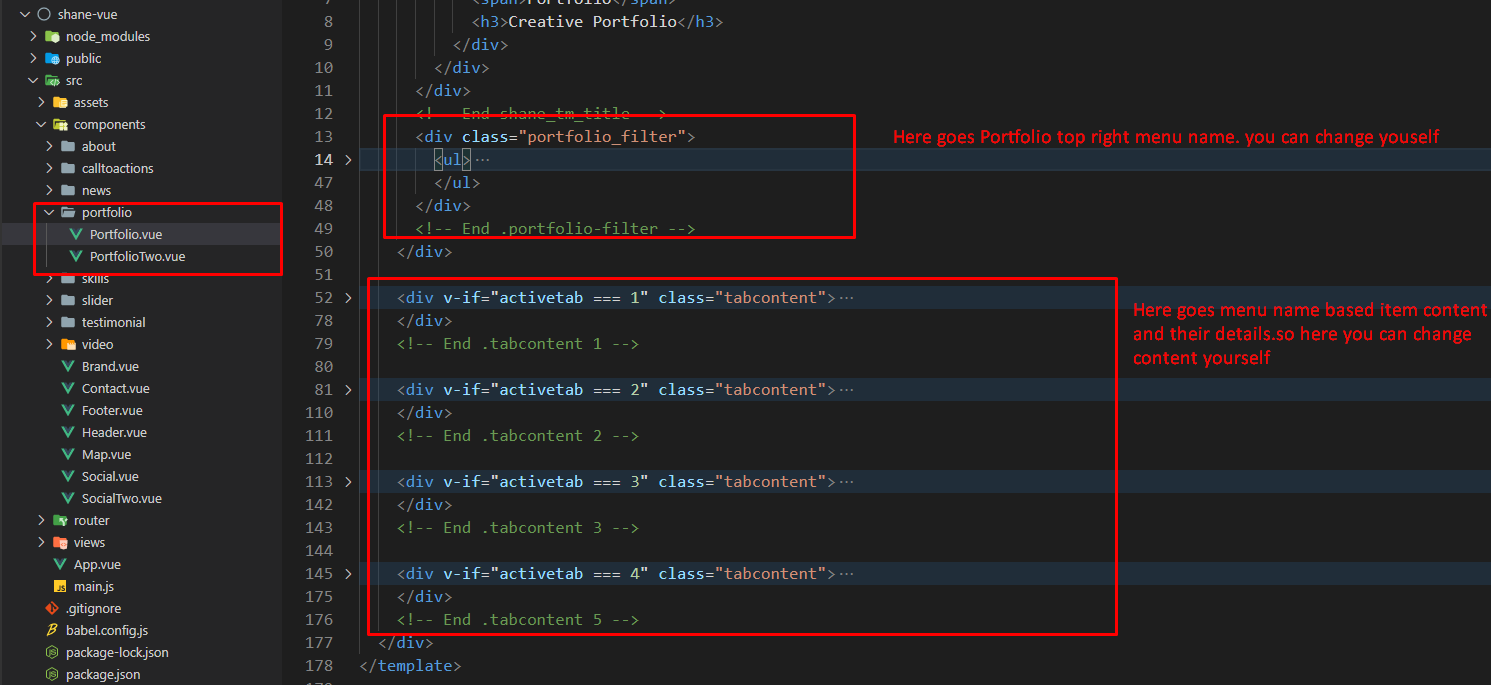 shane-vue
node_modules
public
src
assets
components
about
calltoactions
news
portfolio
Portfolio.vue
PortfolioTwo.vue
skills
slider
testimonial
video
Brand.vue
Contact.vue
Footer.vue
Header.vue
Map.vue
Social.vue
SocialTwo.vue
router
views
App.vue
main.js
.gitignore
babel.config.js
package-lock.json
package.json
8 <h3>Creative Portfolio</h3>
9 </div>
10 </div>
11 </div>
12 <!-- End shane_tm_title -->
13 <div class="portfolio_filter">
14 <ul>···
47 </ul>
48 </div>
49 <!-- End .portfolio-filter -->
50 </div>
51
52 <div v-if="activetab === 1" class="tabcontent">···
78 </div>
79 <!-- End .tabcontent 1 -->
80
81 <div v-if="activetab === 2" class="tabcontent">···
110 </div>
111 <!-- End .tabcontent 2 -->
112
113 <div v-if="activetab === 3" class="tabcontent">···
142 </div>
143 <!-- End .tabcontent 3 -->
144
145 <div v-if="activetab === 4" class="tabcontent">···
175 </div>
176 <!-- End .tabcontent 5 -->
177 </div>
178 </template>
Here goes Portfolio top right menu name. you can change youself
Here goes menu name based item content
and their details.so here you can change
content yourself